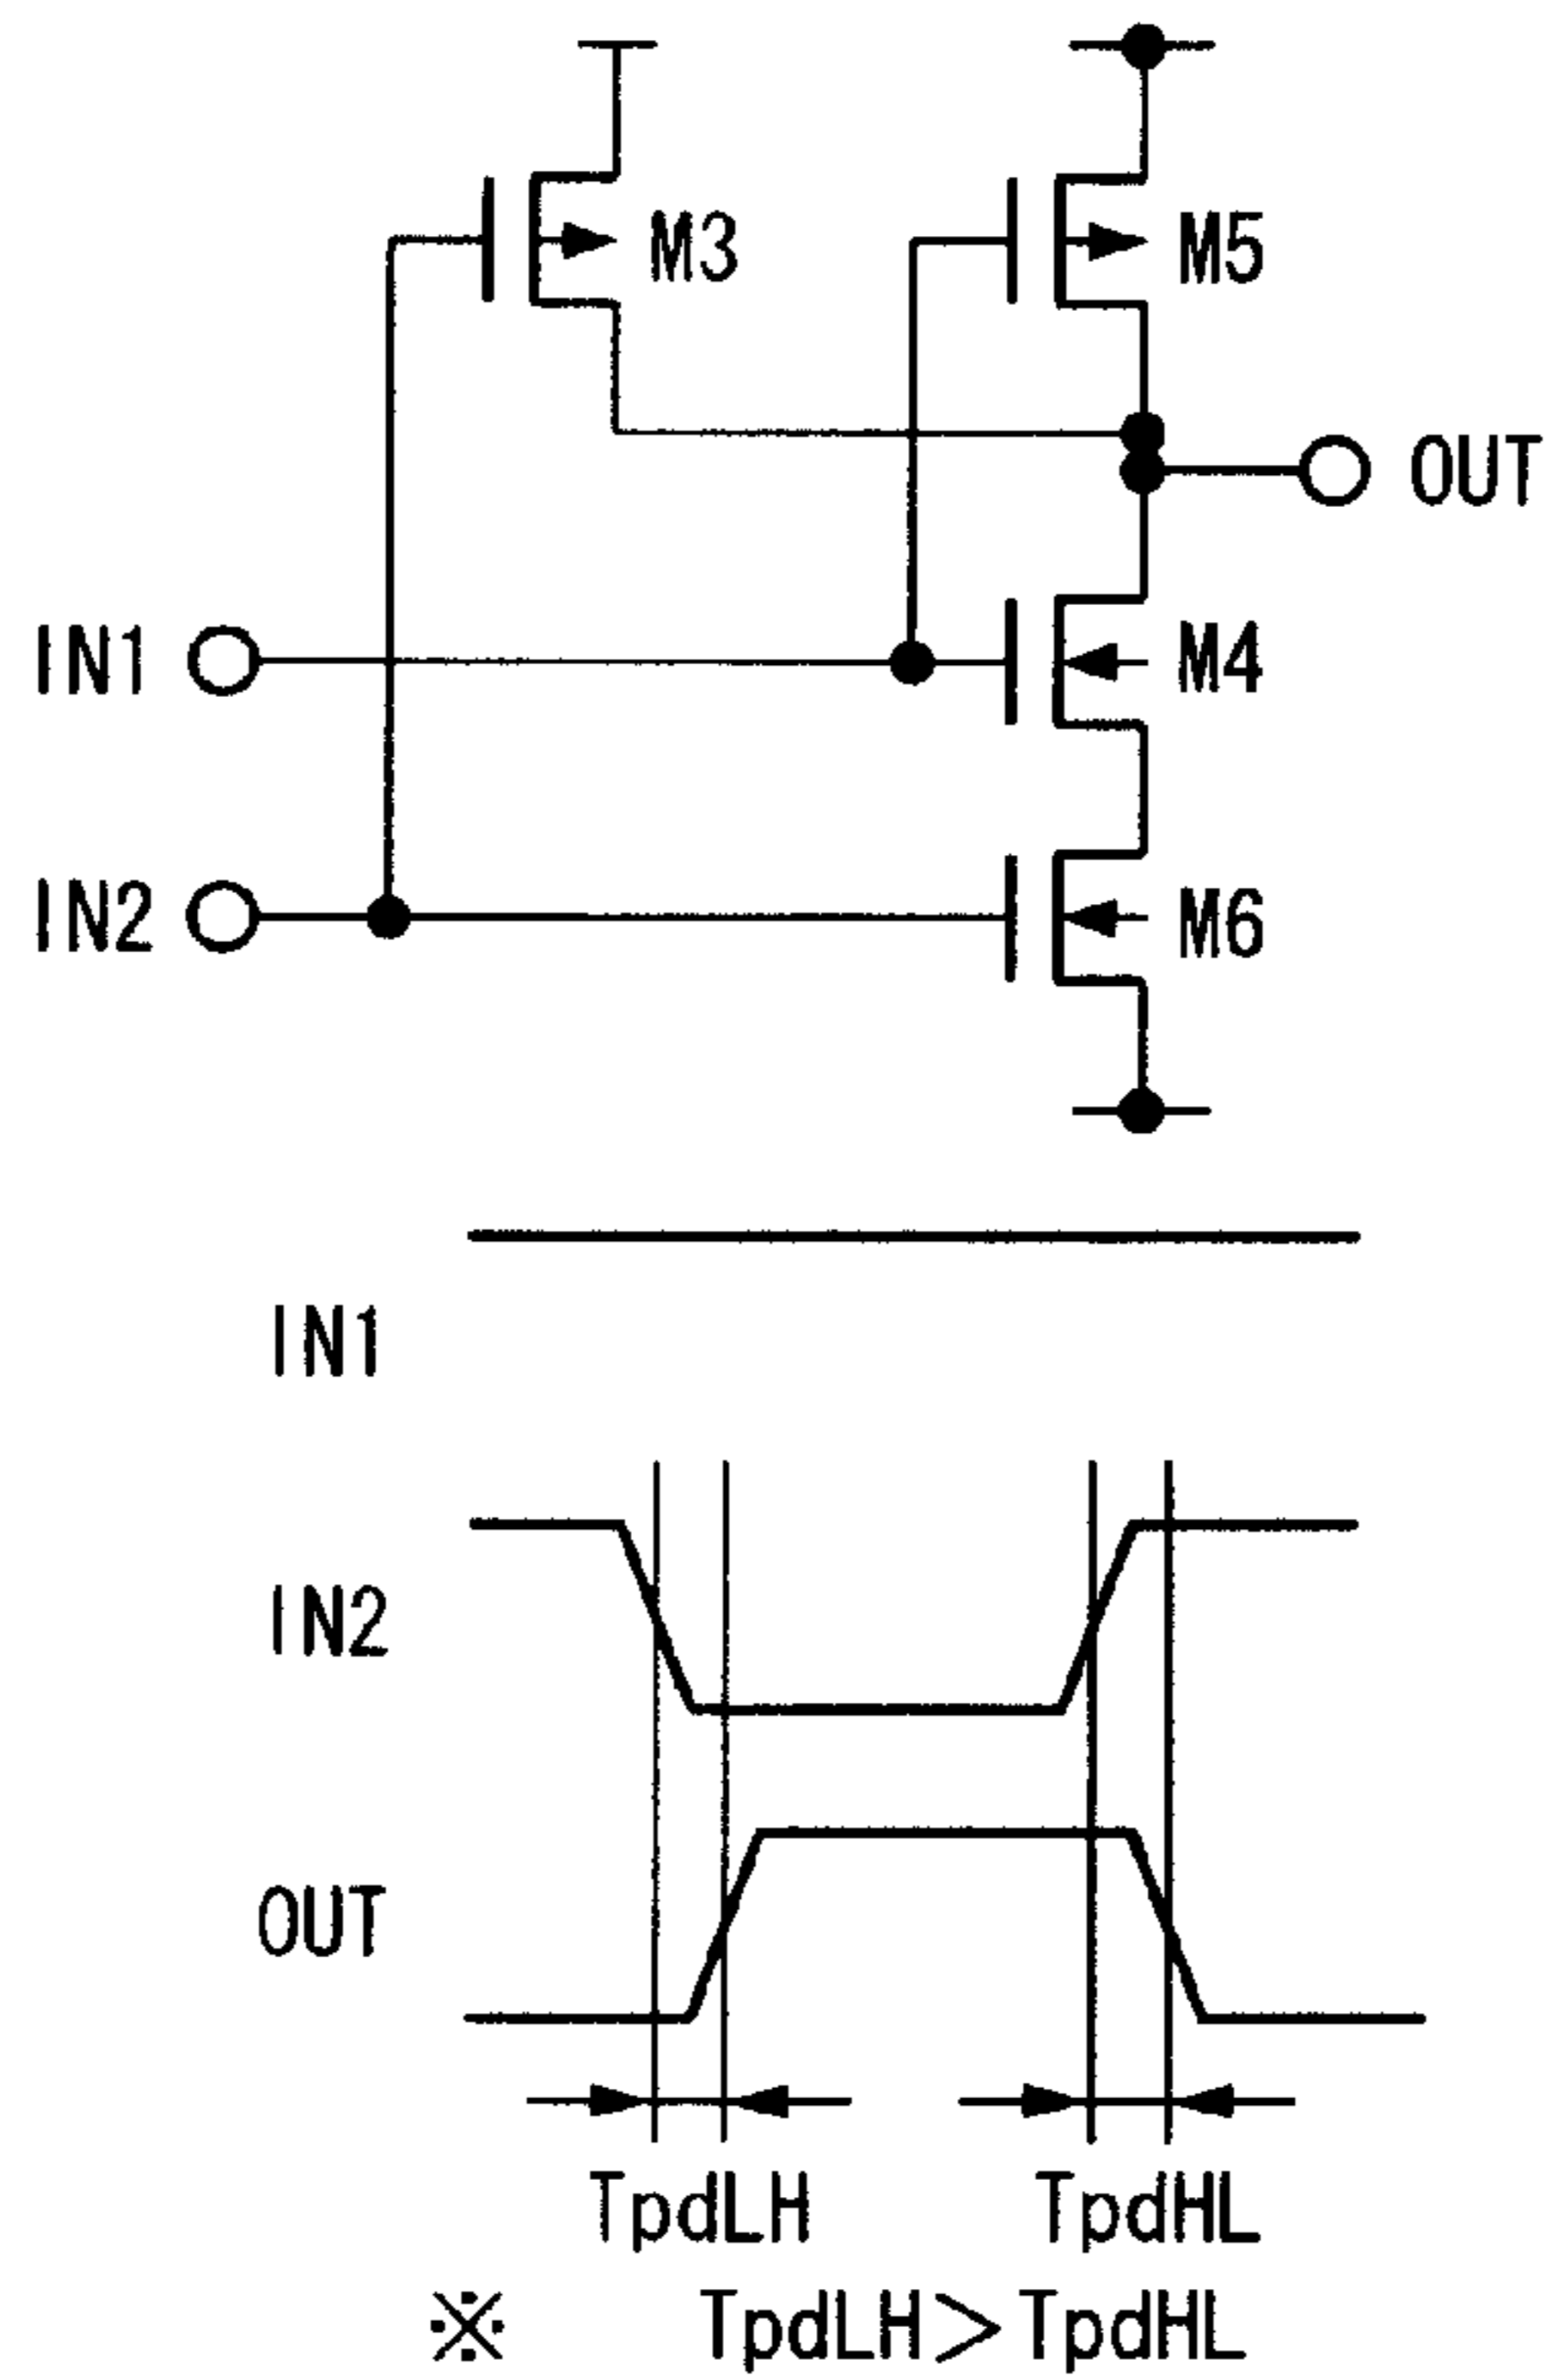 M3
M5
OUT
IN1
M4
IN2
M6
IN1
IN2
OUT
TpdLH
TpdHL
※ TpdLH>TpdHL